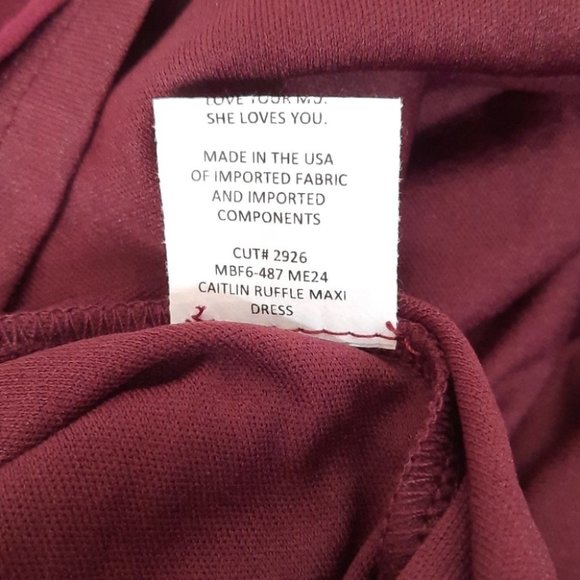 LOVE YOUR MJ.
SHE LOVES YOU.
MADE IN THE USA
OF IMPORTED FABRIC
AND IMPORTED
COMPONENTS
CUT# 2926
MBF6-487 ME24
CAITLIN RUFFLE MAXI
DRESS